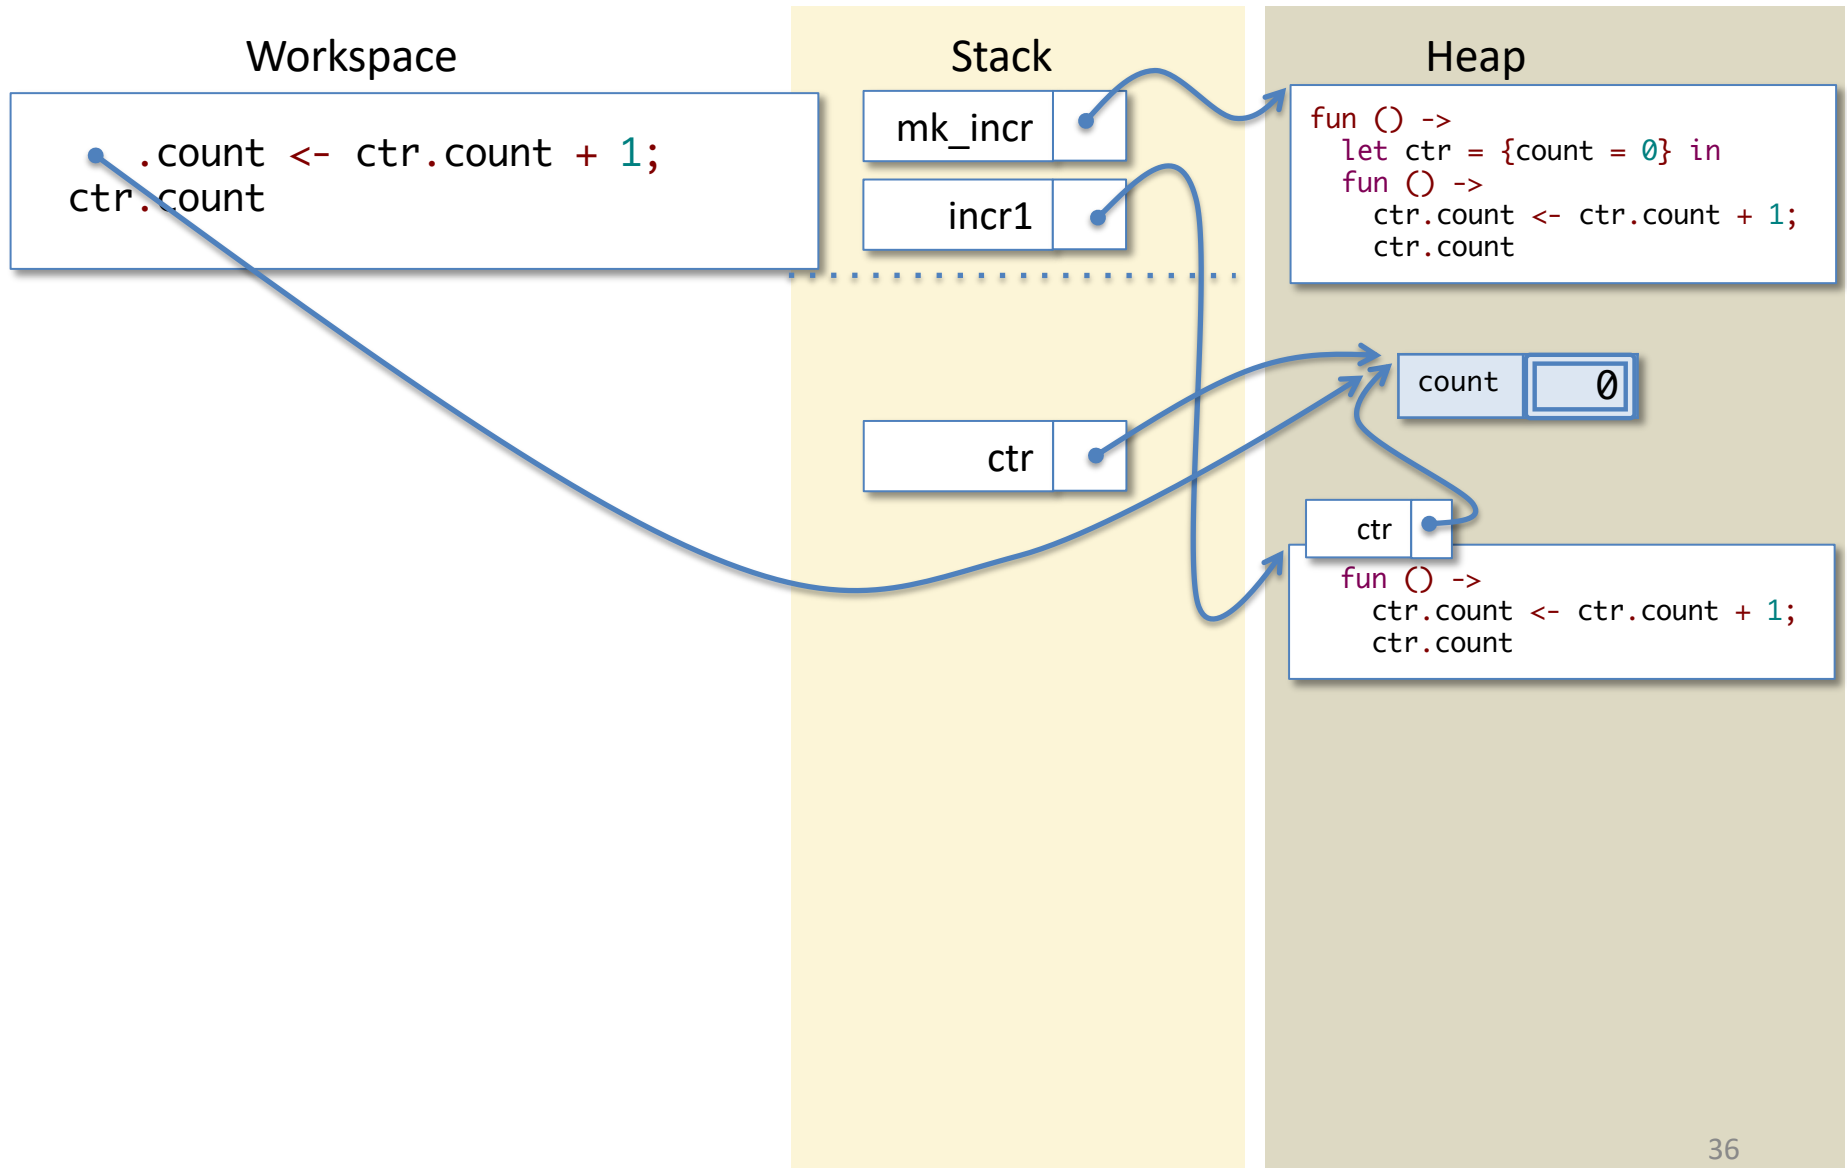 Workspace
Stack
Heap
.count <- ctr.count + 1;
ctr.count
mk_incr
incr1
ctr
fun () ->
let ctr = {count = 0} in
fun () ->
ctr.count <- ctr.count + 1;
ctr.count
count 0
ctr
fun () ->
ctr.count <- ctr.count + 1;
ctr.count
36